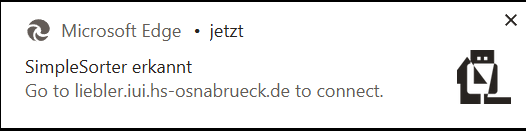 Microsoft Edge • jetzt
SimpleSorter erkannt
Go to liebler.iui.hs-osnabrueck.de to connect.